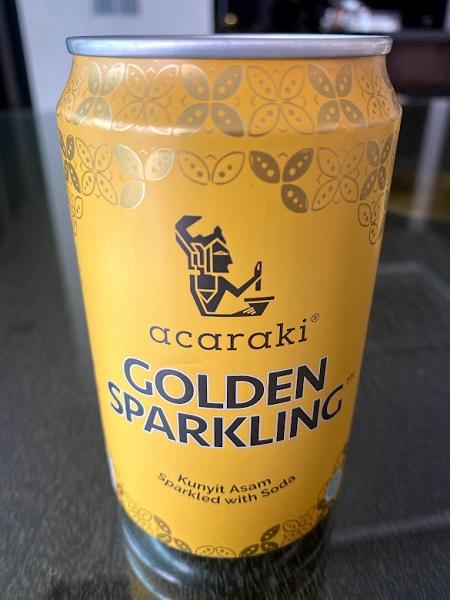 acaraki®
GOLDEN
SPARKLING™
Kunyit Asam
Sparkled with Soda